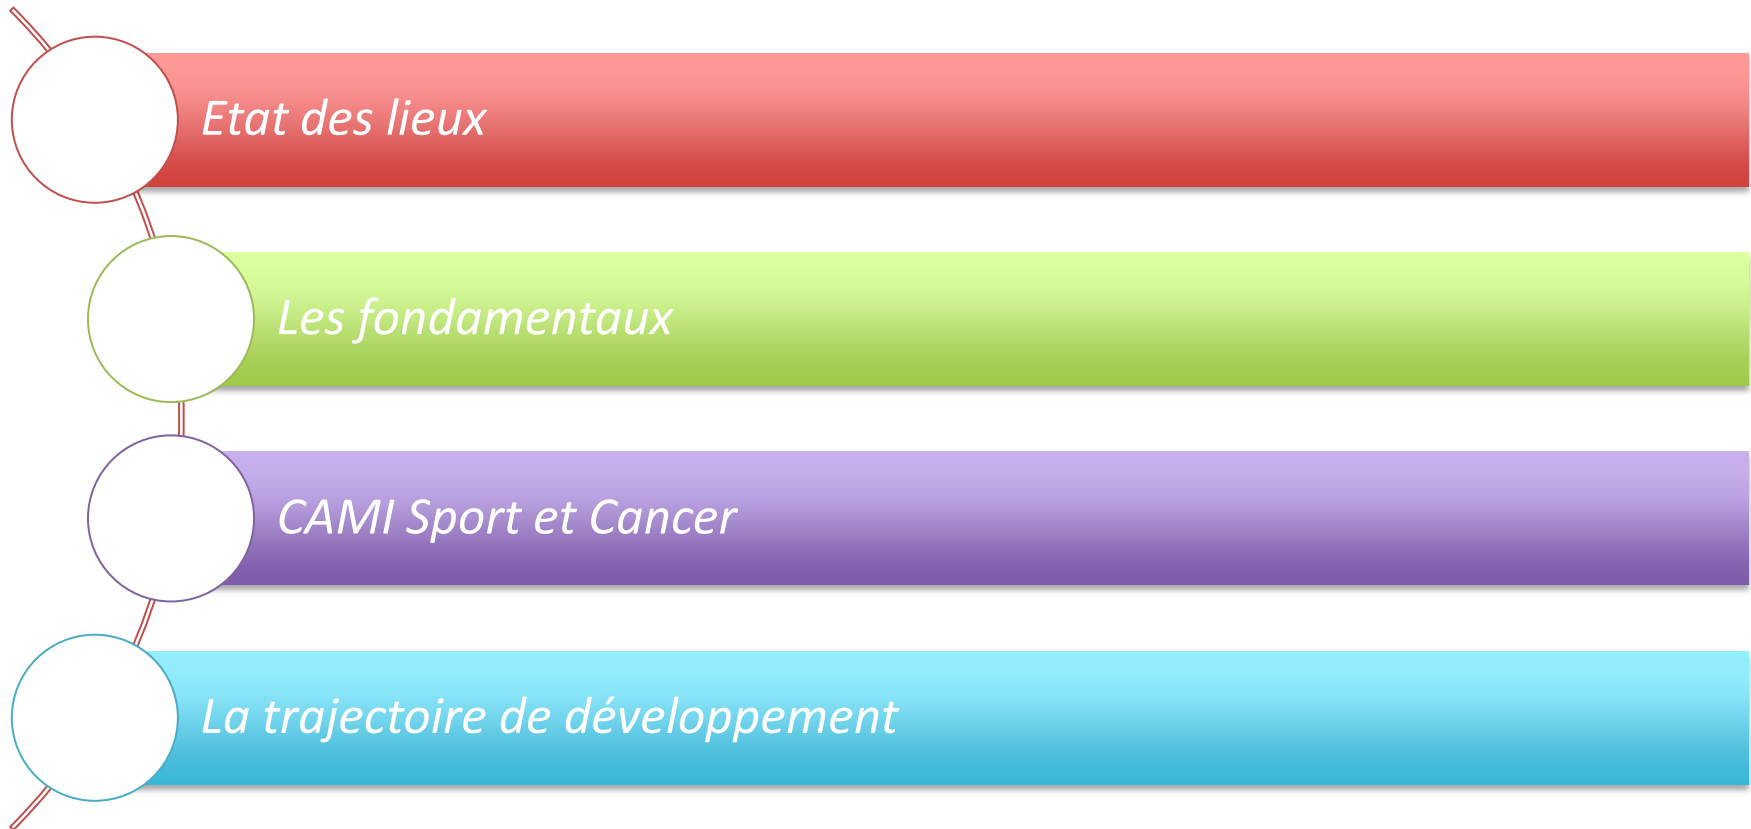 Etat des lieux
Les fondamentaux
CAMI Sport et Cancer
La trajectoire de développement